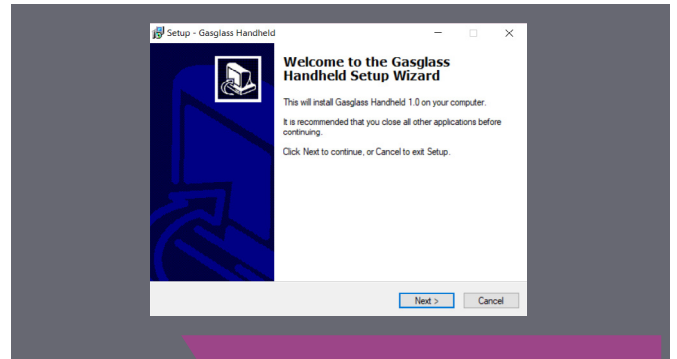 Setup - Gasglass Handheld
Welcome to the Gasglass
Handheld Setup Wizard
This will install Gasglass Handheld 1.0 on your computer.
It is recommended that you close all other applications before
continuing.
Click Next to continue, or Cancel to exit Setup.
Next >
Cancel